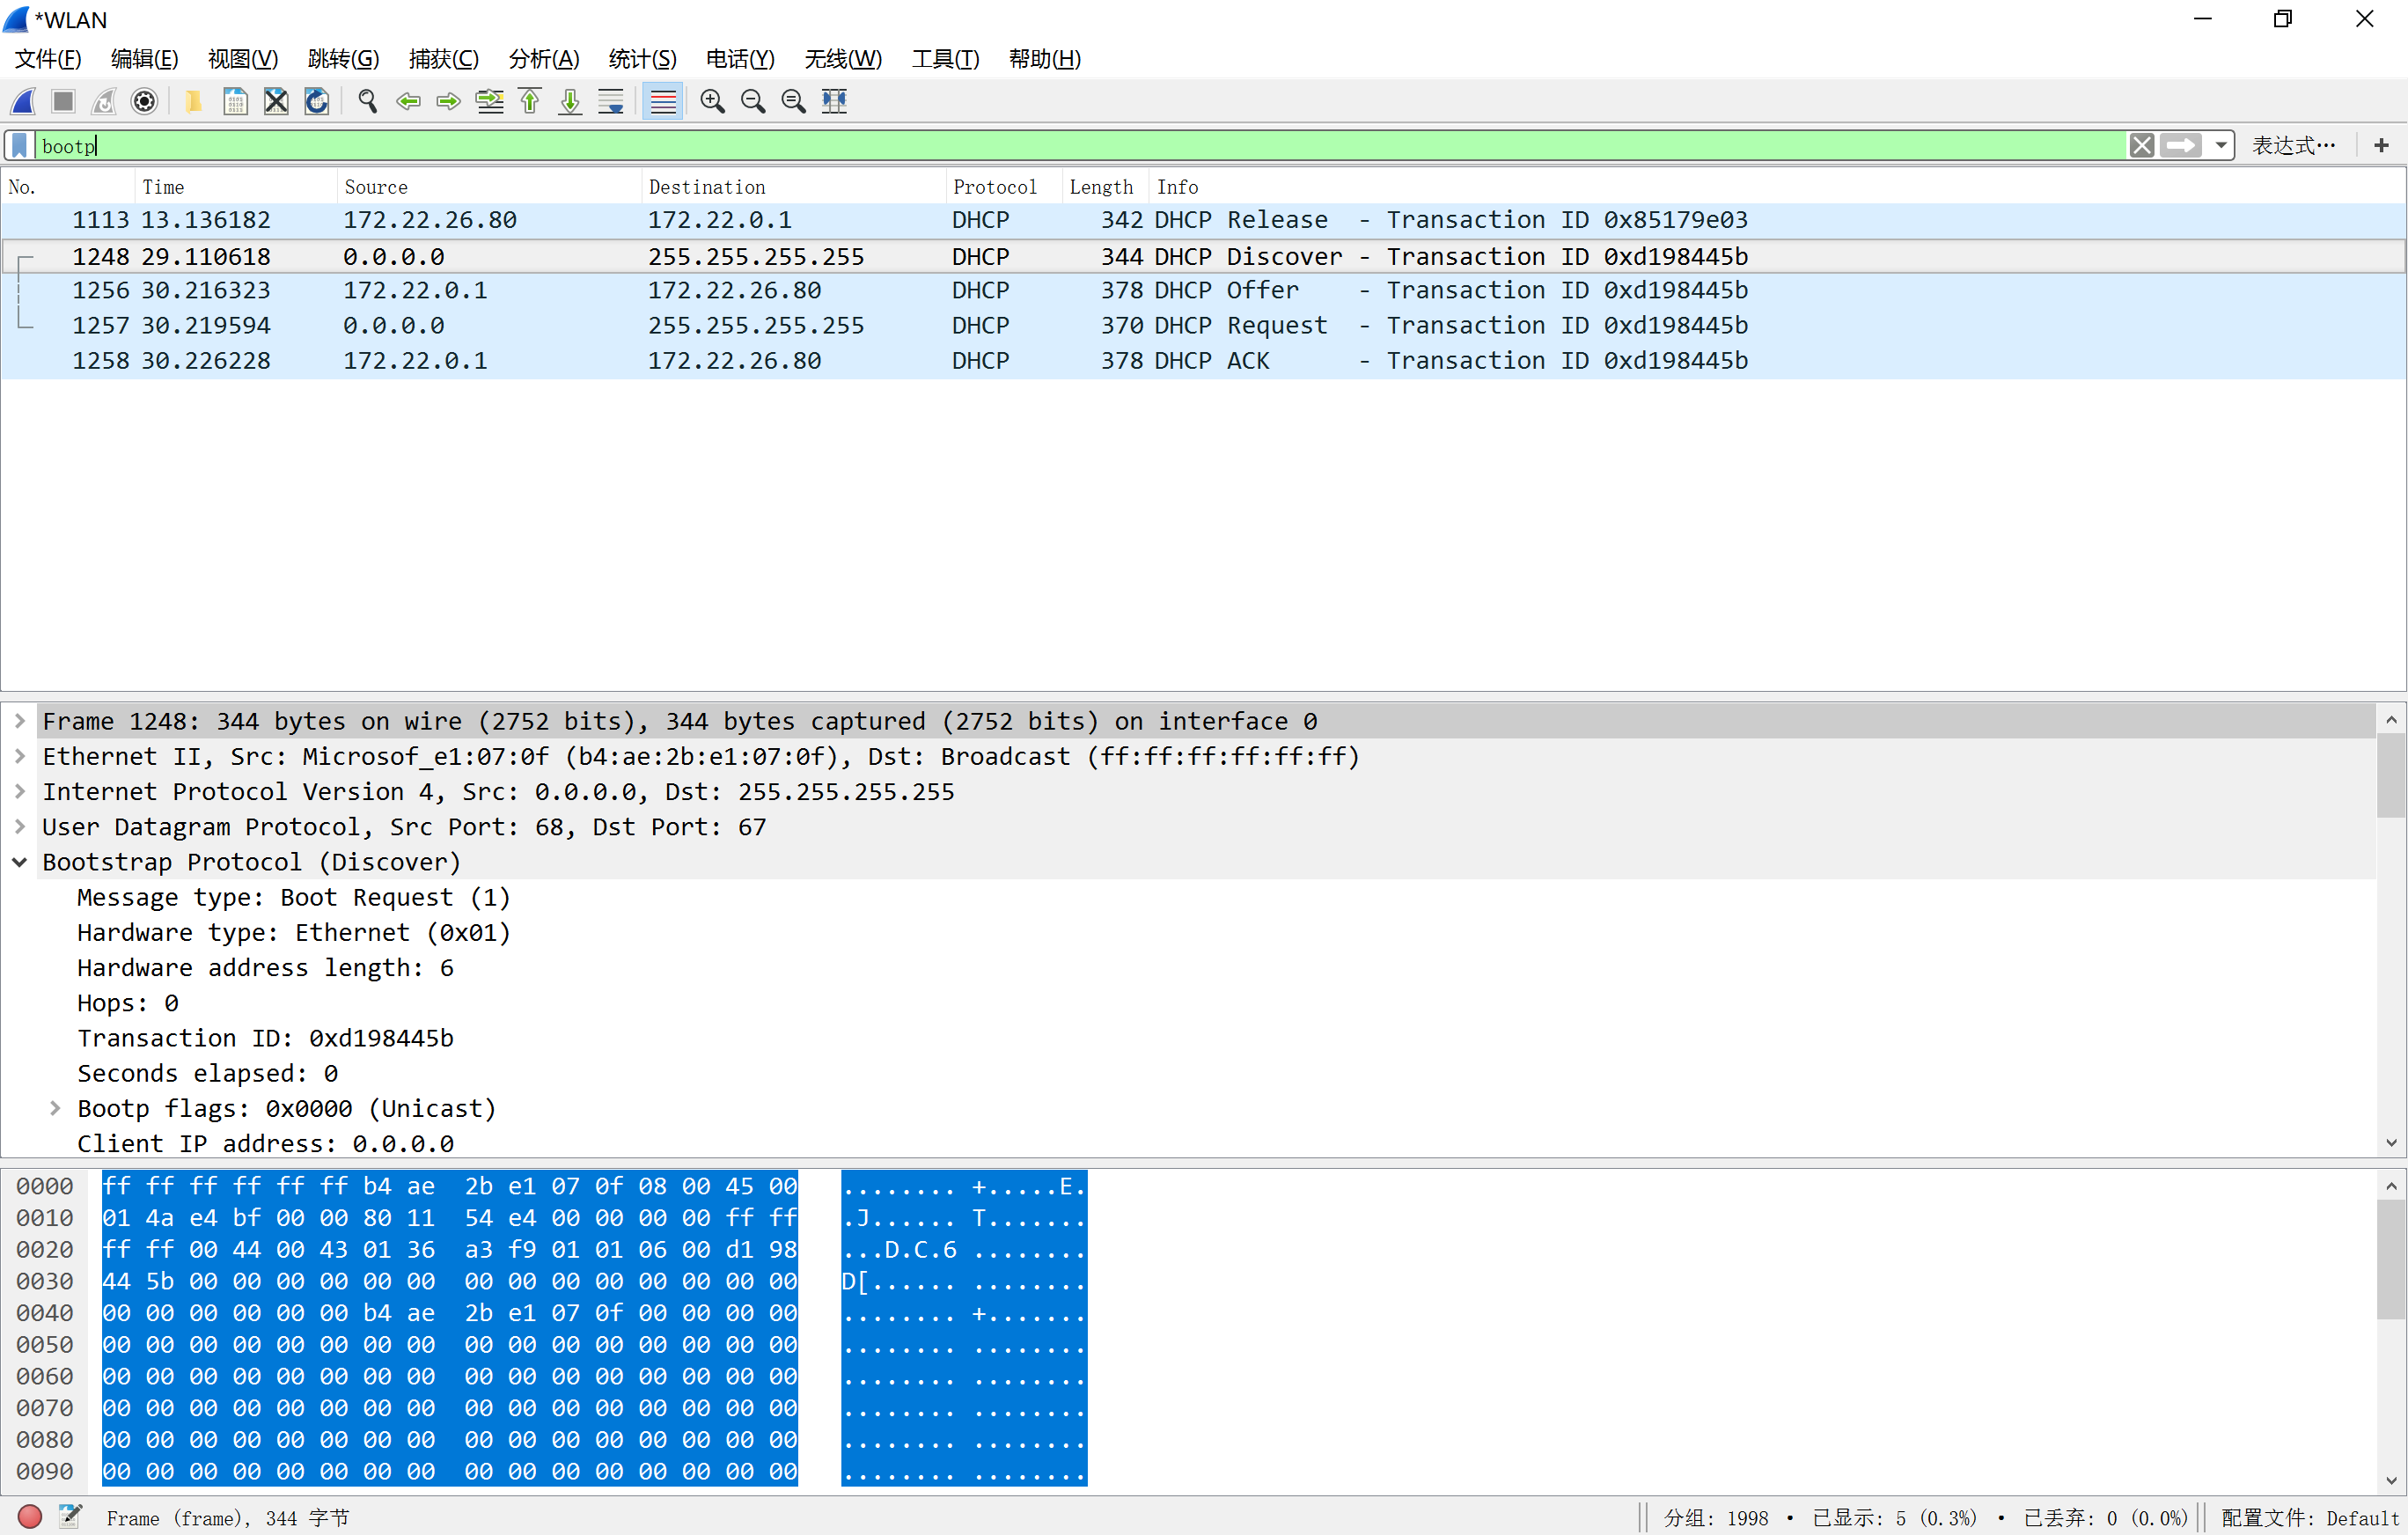 *WLAN
文件(F) 编辑(E) 视图(V) 跳转(G) 捕获(C) 分析(A) 统计(S) 电话(Y) 无线(W) 工具(T) 帮助(H)
bootp 表达式… +
No. Time Source Destination Protocol Length Info
1113 13.136182 172.22.26.80 172.22.0.1 DHCP 342 DHCP Release - Transaction ID 0x85179e03
1248 29.110618 0.0.0.0 255.255.255.255 DHCP 344 DHCP Discover - Transaction ID 0xd198445b
1256 30.216323 172.22.0.1 172.22.26.80 DHCP 378 DHCP Offer - Transaction ID 0xd198445b
1257 30.219594 0.0.0.0 255.255.255.255 DHCP 370 DHCP Request - Transaction ID 0xd198445b
1258 30.226228 172.22.0.1 172.22.26.80 DHCP 378 DHCP ACK - Transaction ID 0xd198445b
Frame 1248: 344 bytes on wire (2752 bits), 344 bytes captured (2752 bits) on interface 0
Ethernet II, Src: Microsof_e1:07:0f (b4:ae:2b:e1:07:0f), Dst: Broadcast (ff:ff:ff:ff:ff:ff)
Internet Protocol Version 4, Src: 0.0.0.0, Dst: 255.255.255.255
User Datagram Protocol, Src Port: 68, Dst Port: 67
Bootstrap Protocol (Discover)
Message type: Boot Request (1)
Hardware type: Ethernet (0x01)
Hardware address length: 6
Hops: 0
Transaction ID: 0xd198445b
Seconds elapsed: 0
Bootp flags: 0x0000 (Unicast)
Client IP address: 0.0.0.0
0000 ff ff ff ff ff ff b4 ae 2b e1 07 0f 08 00 45 00 ........ +.....E.
0010 01 4a e4 bf 00 00 80 11 54 e4 00 00 00 00 ff ff .J...... T.......
0020 ff ff 00 44 00 43 01 36 a3 f9 01 01 06 00 d1 98 ...D.C.6 ........
0030 44 5b 00 00 00 00 00 00 00 00 00 00 00 00 00 00 D[...... ........
0040 00 00 00 00 00 00 b4 ae 2b e1 07 0f 00 00 00 00 ........ +.......
0050 00 00 00 00 00 00 00 00 00 00 00 00 00 00 00 00 ........ ........
0060 00 00 00 00 00 00 00 00 00 00 00 00 00 00 00 00 ........ ........
0070 00 00 00 00 00 00 00 00 00 00 00 00 00 00 00 00 ........ ........
0080 00 00 00 00 00 00 00 00 00 00 00 00 00 00 00 00 ........ ........
0090 00 00 00 00 00 00 00 00 00 00 00 00 00 00 00 00 ........ ........
Frame (frame), 344 字节 分组: 1998 • 已显示: 5 (0.3%) • 已丢弃: 0 (0.0%) 配置文件: Default